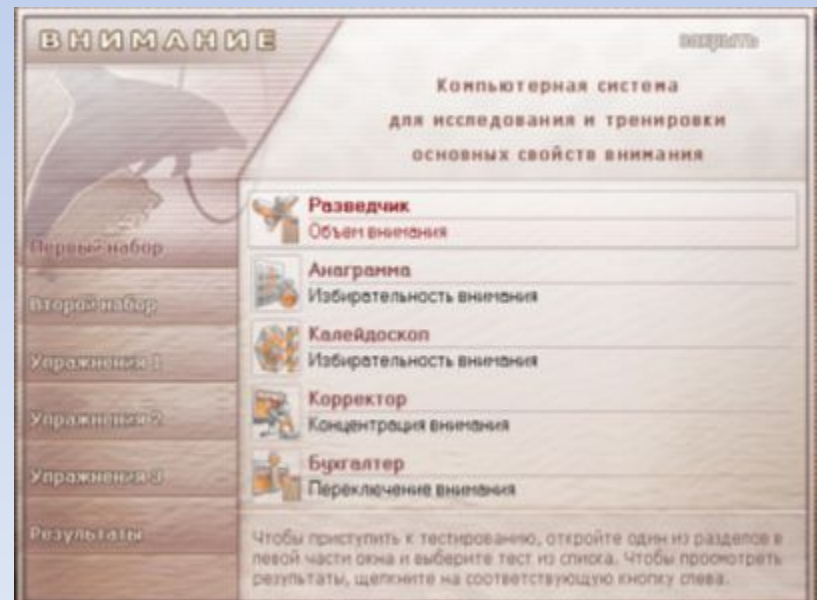 ВНИМАНИЕ
закрыть
Компьютерная система
для исследования и тренировки
основных свойств внимания
Первый набор
Второй набор
Упражнения 1
Упражнения 2
Упражнения 3
Результаты
Разведчик
Объем внимания
Анаграмма
Избирательность внимания
Калейдоскоп
Избирательность внимания
Корректор
Концентрация внимания
Бухгалтер
Переключение внимания
Чтобы приступить к тестированию, откройте один из разделов в
левой части окна и выберите тест из списка. Чтобы просмотреть
результаты, щелкните на соответствующую кнопку слева.